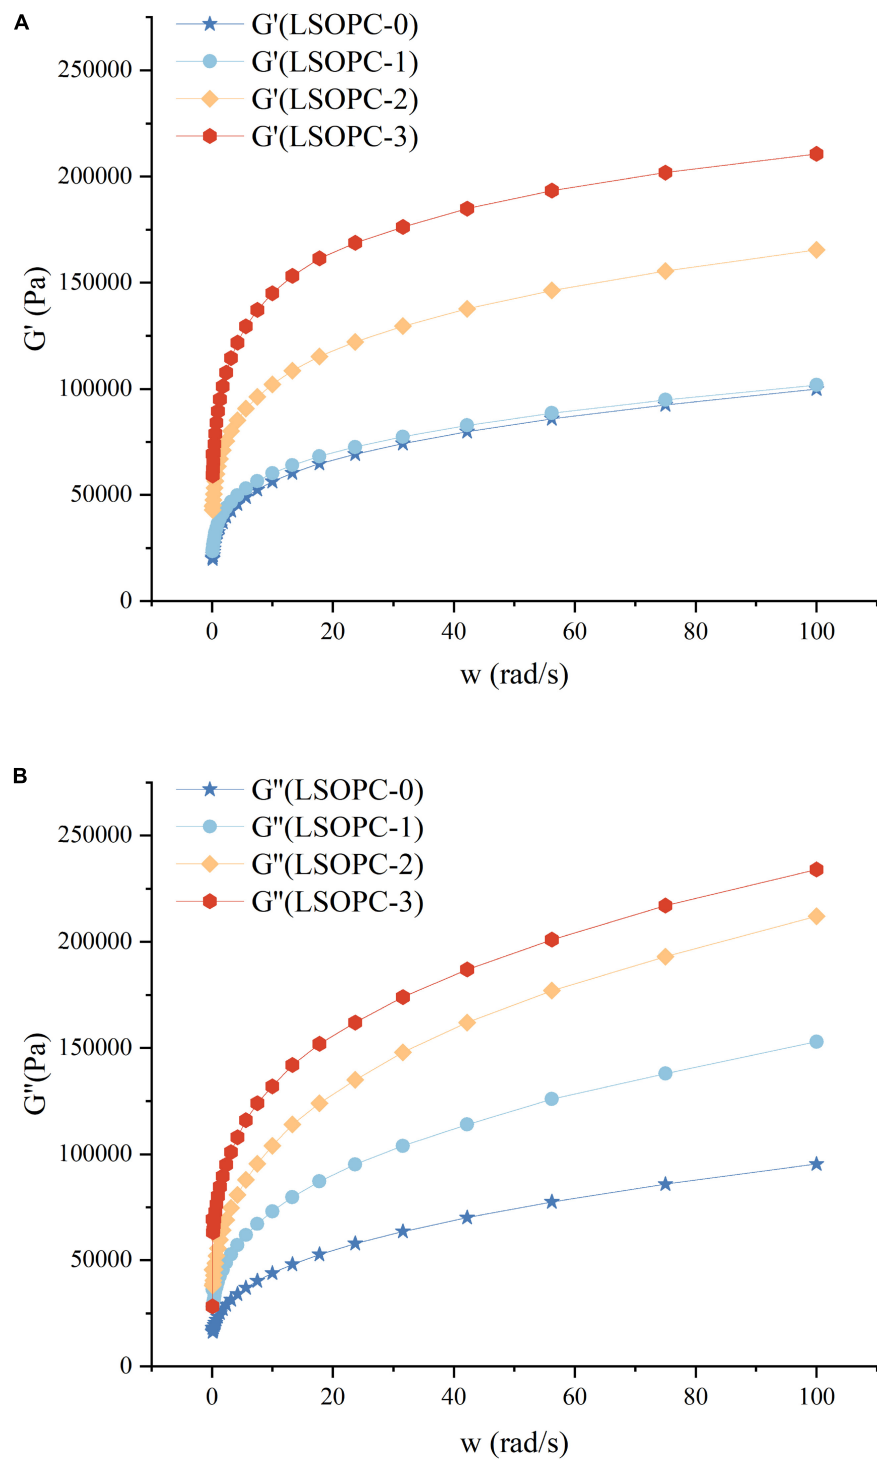 A
G'(LSOPC-0)
G'(LSOPC-1)
G'(LSOPC-2)
G'(LSOPC-3)
250000
200000
150000
100000
50000
0
G' (Pa)
0 20 40 60 80 100
w (rad/s)
B
G"(LSOPC-0)
G"(LSOPC-1)
G"(LSOPC-2)
G"(LSOPC-3)
250000
200000
150000
100000
50000
0
G"(Pa)
0 20 40 60 80 100
w (rad/s)